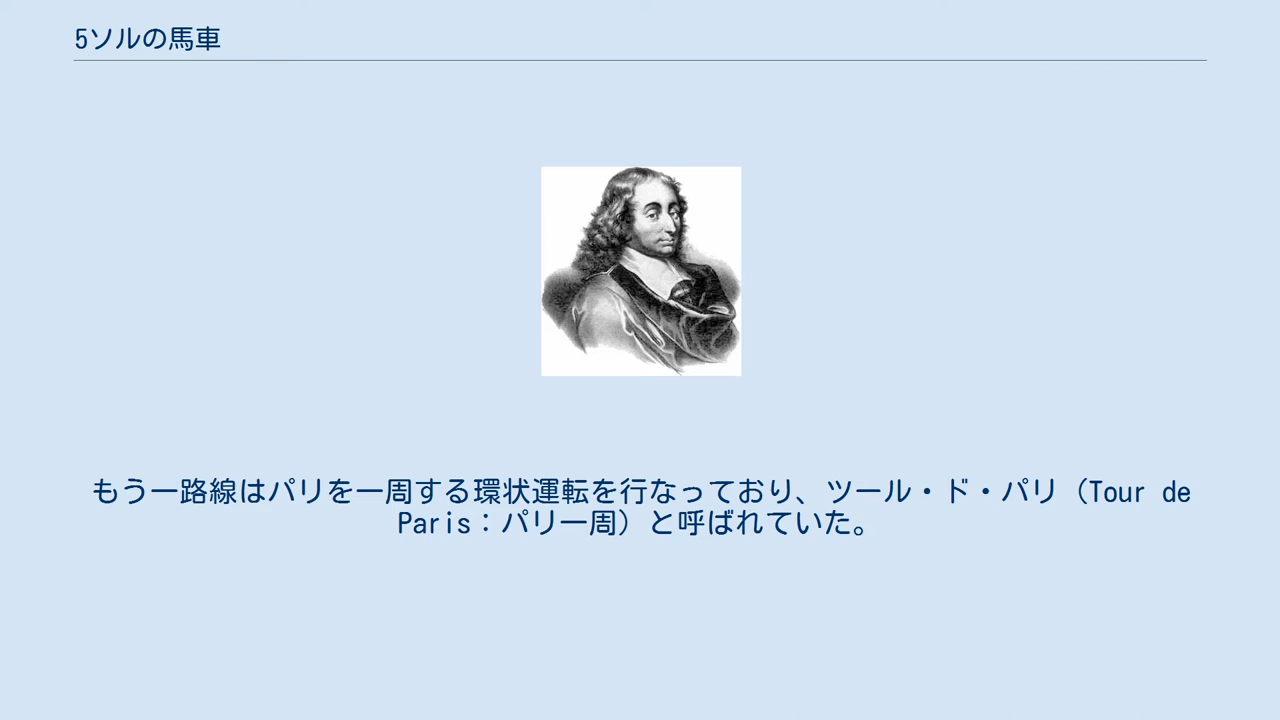 5ソルの馬車
もう一路線はパリを一周する環状運転を行なっており、ツール・ド・パリ（Tour de
Paris：パリ一周）と呼ばれていた。